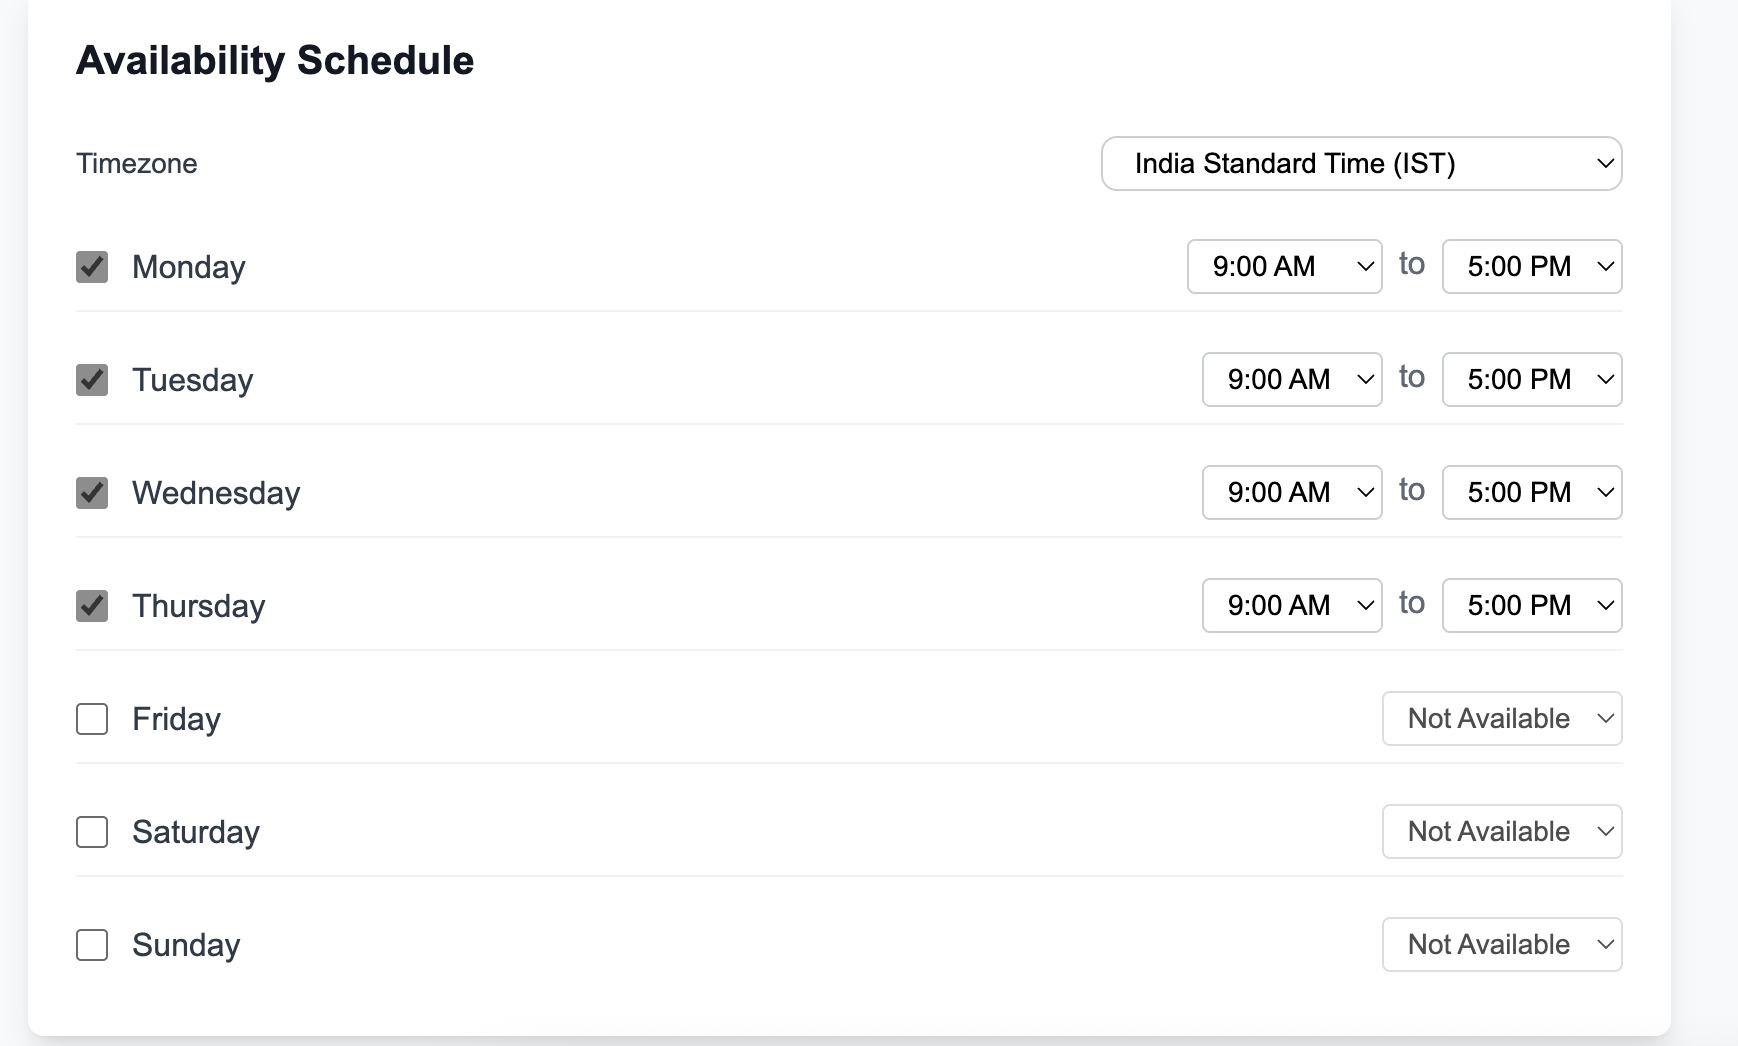 Availability Schedule
Timezone India Standard Time (IST)
Monday 9:00 AM to 5:00 PM
Tuesday 9:00 AM to 5:00 PM
Wednesday 9:00 AM to 5:00 PM
Thursday 9:00 AM to 5:00 PM
Friday Not Available
Saturday Not Available
Sunday Not Available